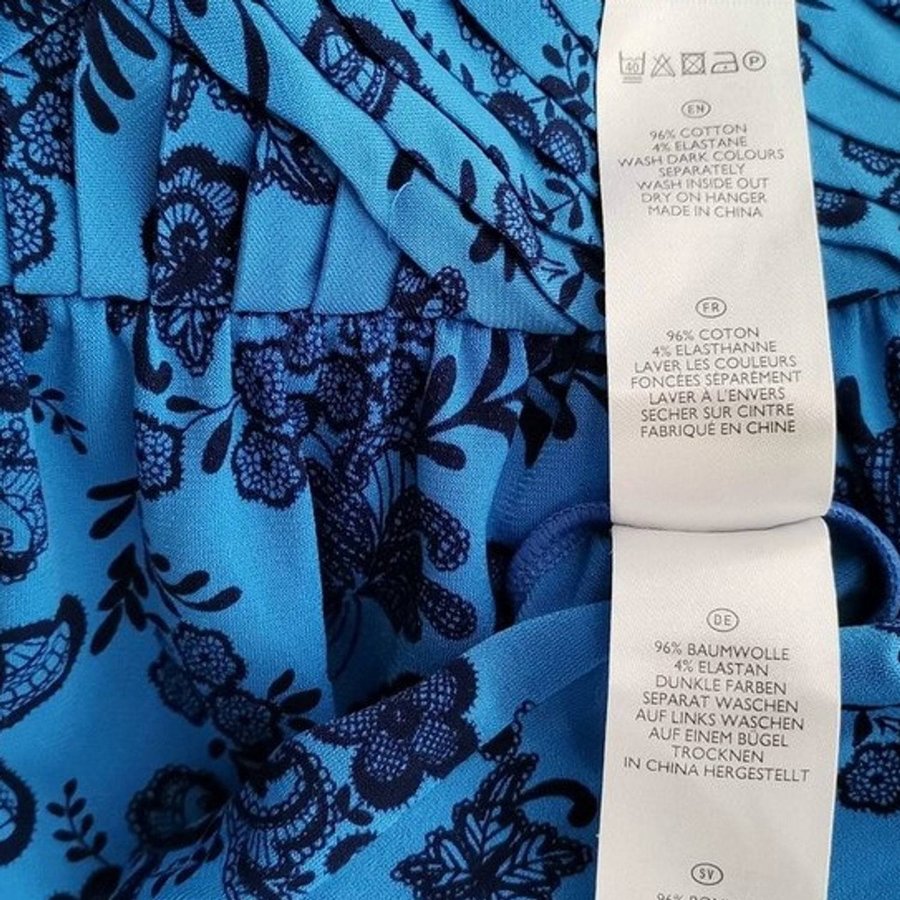 40 P
EN
96% COTTON
4% ELASTANE
WASH DARK COLOURS
SEPARATELY
WASH INSIDE OUT
DRY ON HANGER
MADE IN CHINA
FR
96% COTON
4% ELASTHANNE
LAVER LES COULEURS
FONCÉES SÉPARÉMENT
LAVER À L'ENVERS
SECHER SUR CINTRE
FABRIQUÉ EN CHINE
DE
96% BAUMWOLLE
4% ELASTAN
DUNKLE FARBEN
SEPARAT WASCHEN
AUF LINKS WASCHEN
AUF EINEM BÜGEL
TROCKNEN
IN CHINA HERGESTELLT
SV
96%